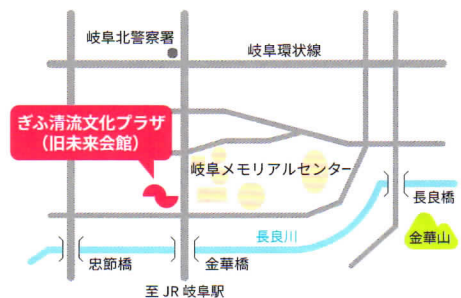 岐阜北警察署
岐阜環状線
ぎふ清流文化プラザ
（旧未来会館）
岐阜メモリアルセンター
長良橋
長良川
金華山
忠節橋
金華橋
至 JR 岐阜駅